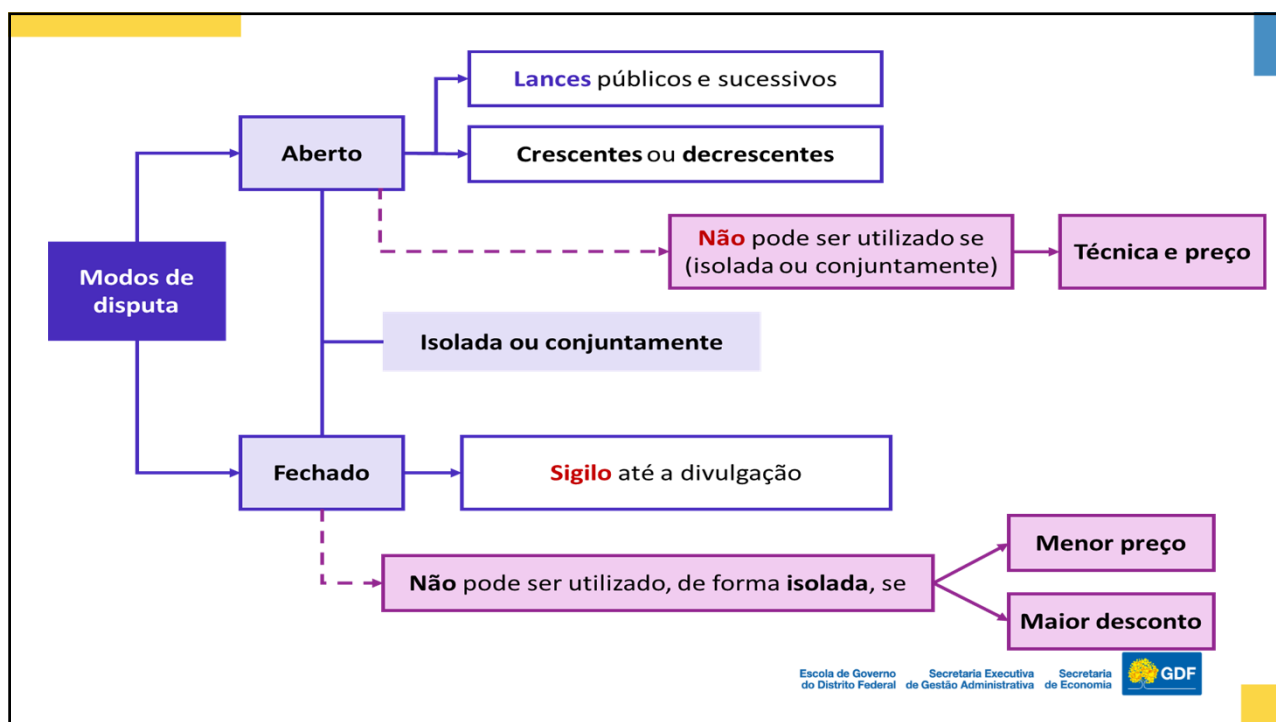 Lances públicos e sucessivos
Aberto
Crescentes ou decrescentes
Não pode ser utilizado se
(isolada ou conjuntamente)
Técnica e preço
Modos de
disputa
Isolada ou conjuntamente
Fechado
Sigilo até a divulgação
Menor preço
Não pode ser utilizado, de forma isolada, se
Maior desconto
Escola de Governo
do Distrito Federal
Secretaria Executiva
de Gestão Administrativa
Secretaria
de Economia
GDF